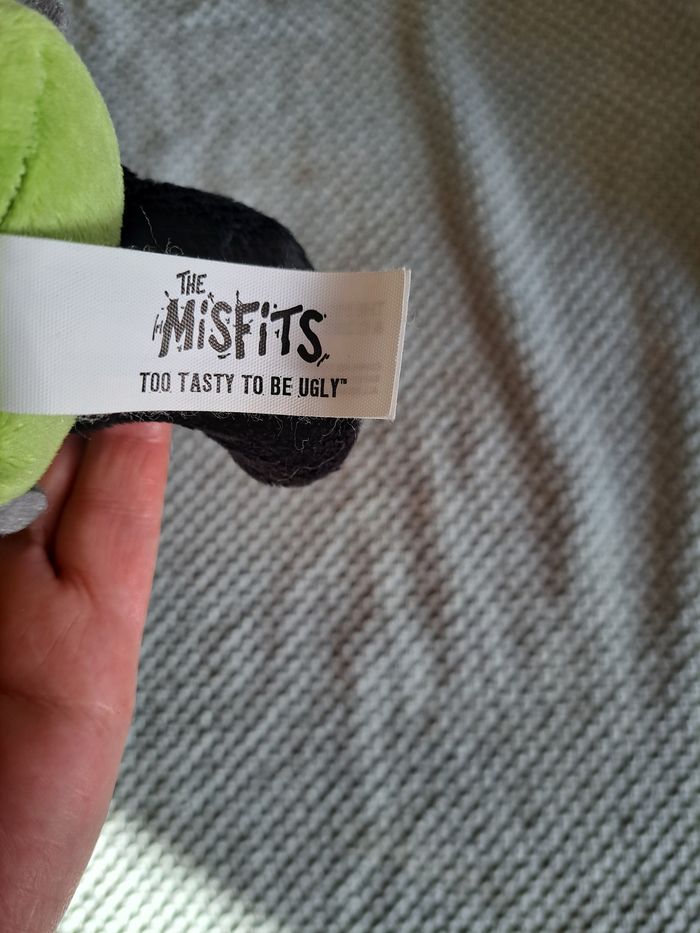 THE
MiSFiTS
TOO TASTY TO BE UGLY™